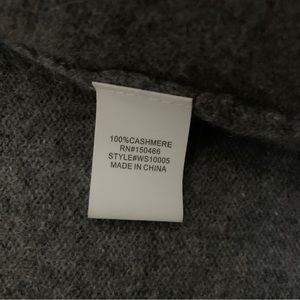 100%CASHMERE
RN#150466
STYLE#WS10005
MADE IN CHINA